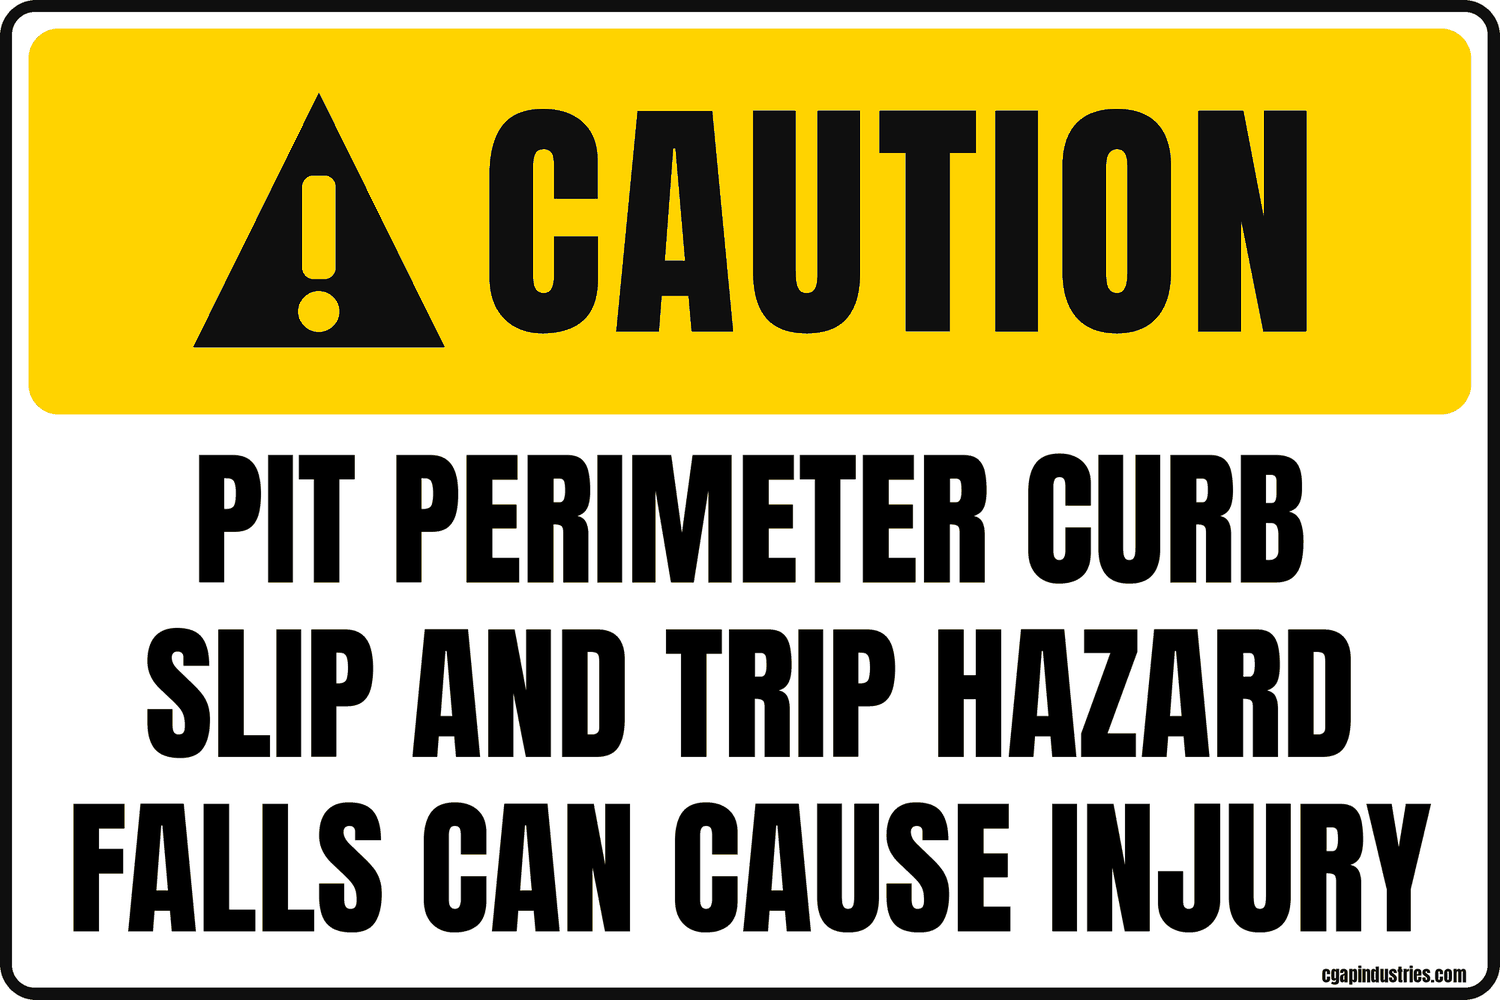 CAUTION
PIT PERIMETER CURB
SLIP AND TRIP HAZARD
FALLS CAN CAUSE INJURY
cgapindustries.com